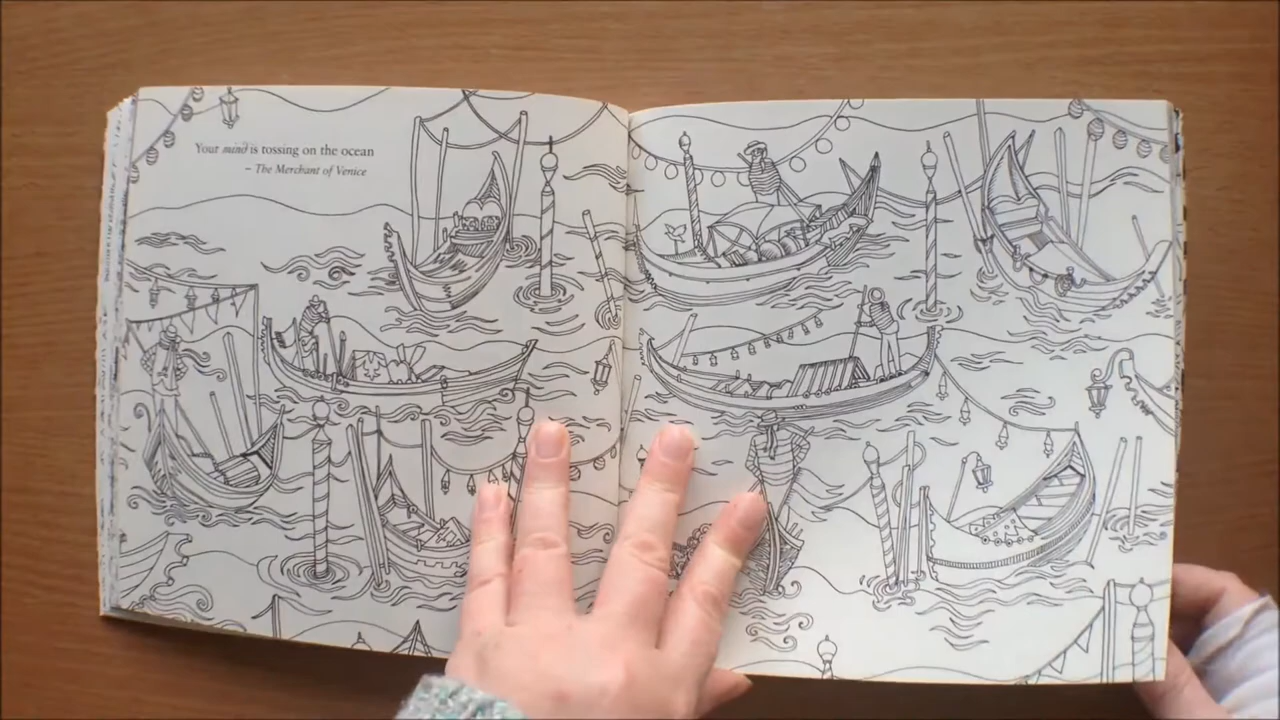 Your mind is tossing on the ocean
– The Merchant of Venice